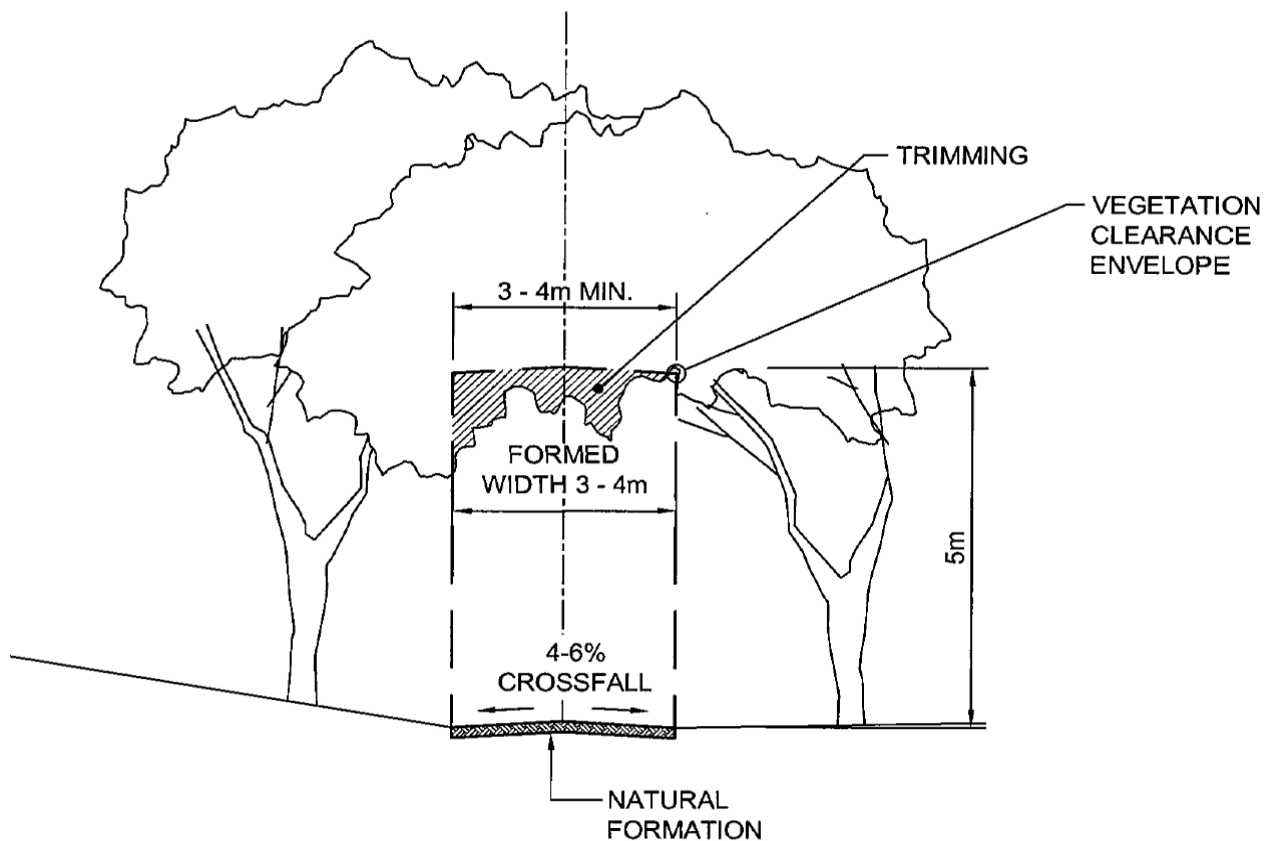 TRIMMING
VEGETATION
CLEARANCE
ENVELOPE
3 - 4m MIN.
FORMED
WIDTH 3 - 4m
5m
4-6%
CROSSFALL
NATURAL
FORMATION